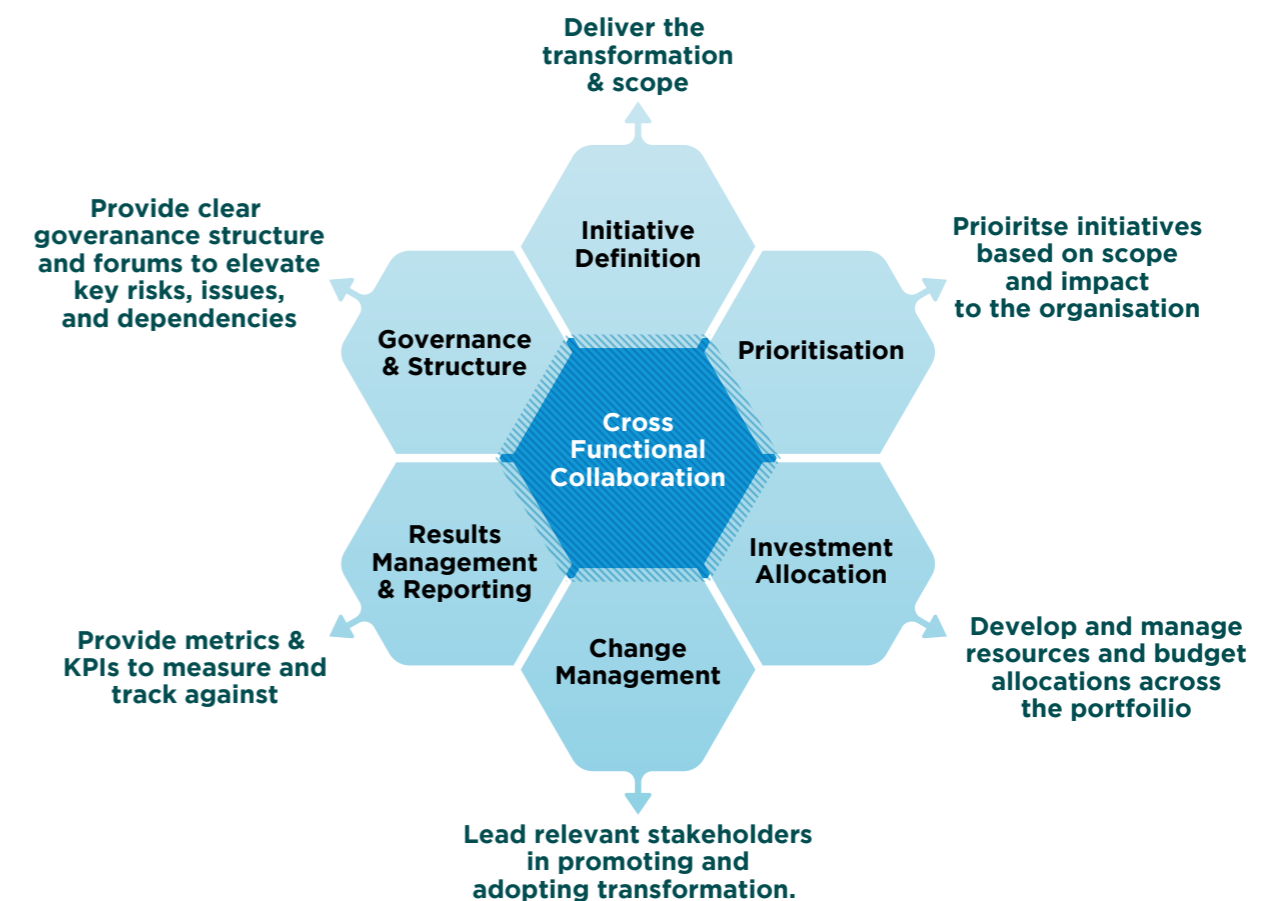 Deliver the
transformation
& scope
Initiative
Definition
Prioiritse initiatives
based on scope
and impact
to the organisation
Prioritisation
Investment
Allocation
Develop and manage
resources and budget
allocations across
the portfoilio
Change
Management
Lead relevant stakeholders
in promoting and
adopting transformation.
Results
Management
& Reporting
Provide metrics &
KPIs to measure and
track against
Governance
& Structure
Provide clear
goveranance structure
and forums to elevate
key risks, issues,
and dependencies
Cross
Functional
Collaboration